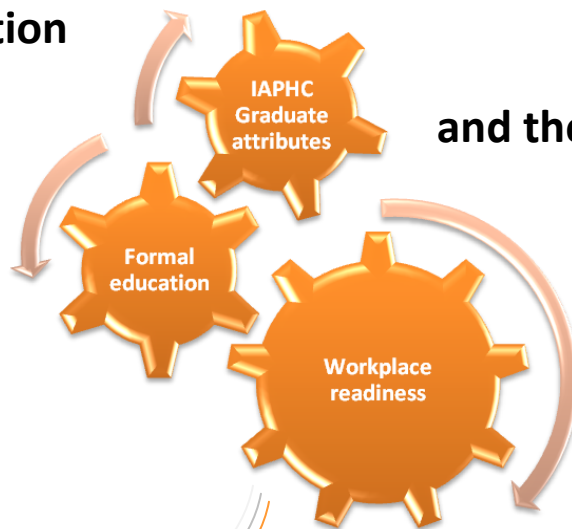 tion
IAPHC
Graduate
attributes
and the
Formal
education
Workplace
readiness